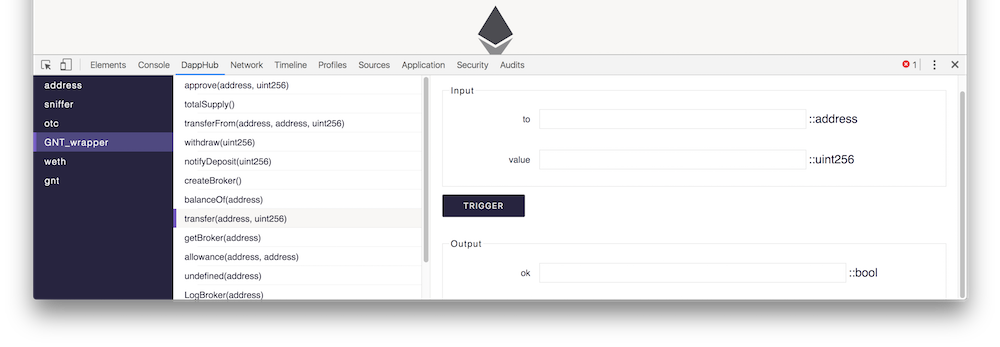 Elements Console DappHub Network Timeline Profiles Sources Application Security Audits 1
address
sniffer
otc
GNT_wrapper
weth
gnt
approve(address, uint256)
totalSupply()
transferFrom(address, address, uint256)
withdraw(uint256)
notifyDeposit(uint256)
createBroker()
balanceOf(address)
transfer(address, uint256)
getBroker(address)
allowance(address, address)
undefined(address)
LogBroker(address)
Input
to ::address
value ::uint256
TRIGGER
Output
ok ::bool